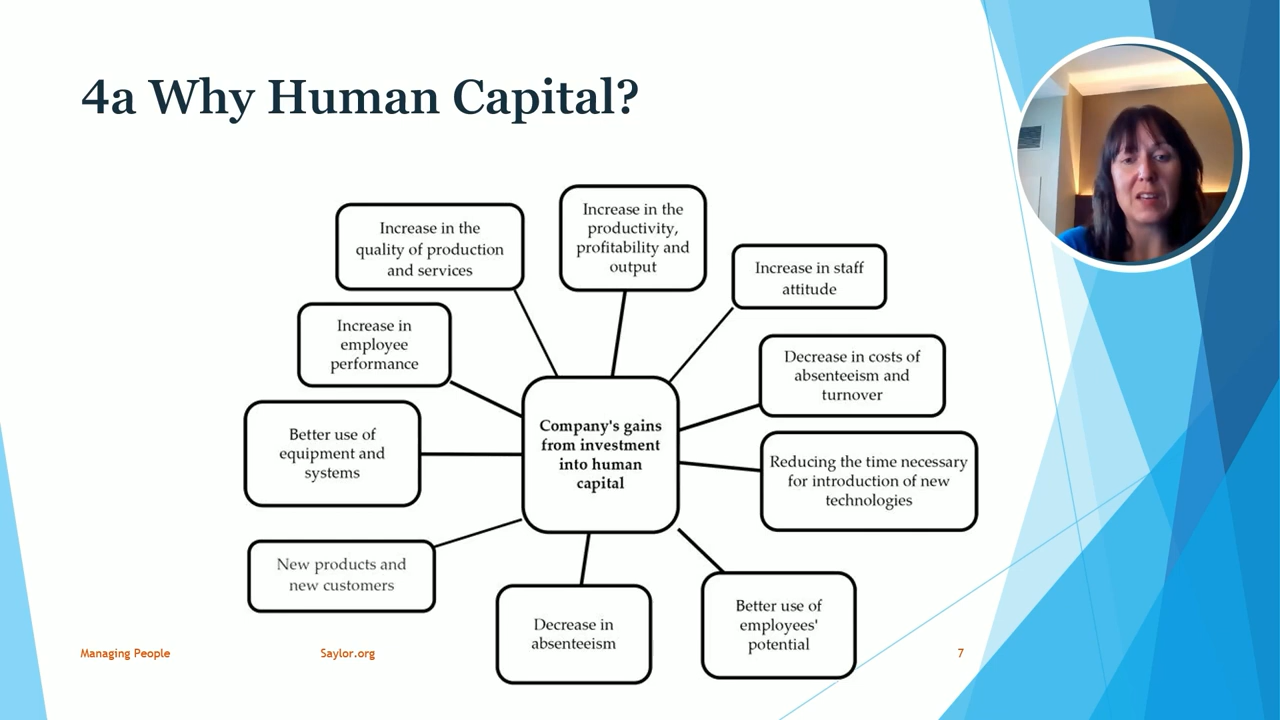 4a Why Human Capital?
Increase in the
quality of production
and services
Increase in the
productivity,
profitability and
output
Increase in staff
attitude
Increase in
employee
performance
Decrease in costs of
absenteeism and
turnover
Better use of
equipment and
systems
Company's gains
from investment
into human
capital
Reducing the time necessary
for introduction of new
technologies
New products and
new customers
Decrease in
absenteeism
Better use of
employees'
potential
Managing People
Saylor.org
7